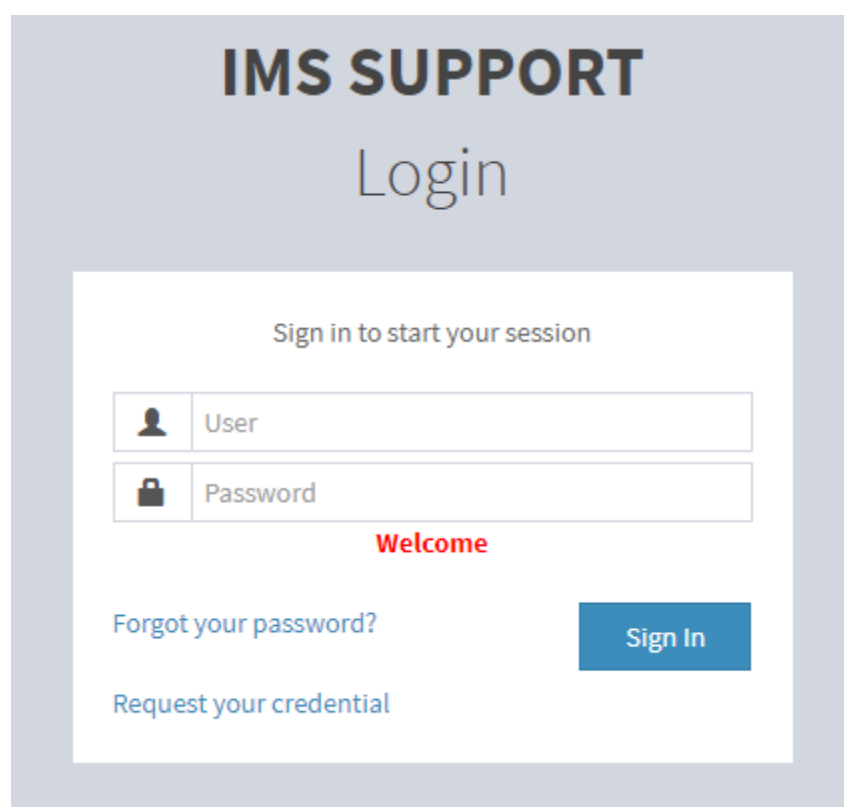 IMS SUPPORT
Login
Sign in to start your session
User
Password
Welcome
Forgot your password?
Sign In
Request your credential